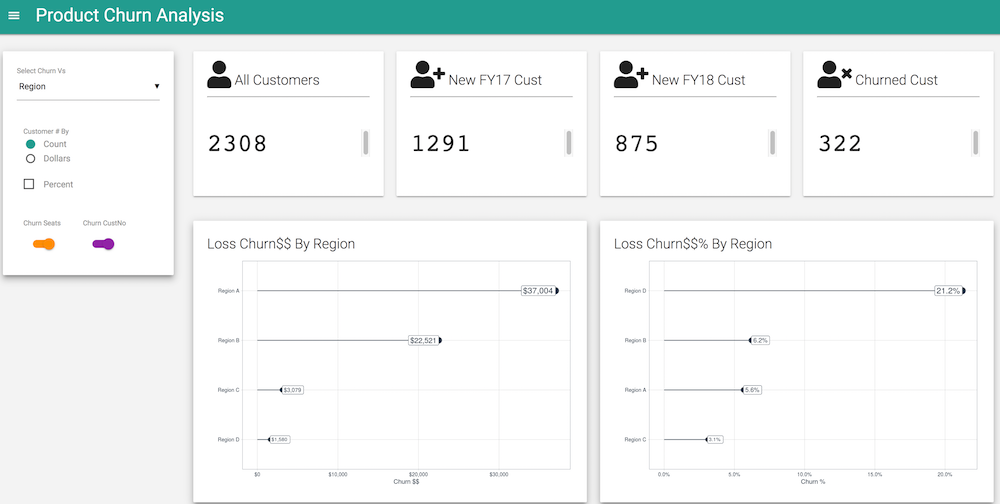 Product Churn Analysis
Select Churn Vs
Region
Customer # By
Count
Dollars
Percent
Churn Seats
Churn CustNo
All Customers
2308
New FY17 Cust
1291
New FY18 Cust
875
Churned Cust
322
Loss Churn$$ By Region
Region A
$37,004
Region B
$22,521
Region C
$3,079
Region D
$1,580
$0
$10,000
$20,000
$30,000
Churn $$
Loss Churn$$% By Region
Region D
21.2%
Region B
6.2%
Region A
5.6%
Region C
3.1%
0.0%
5.0%
10.0%
15.0%
20.0%
Churn %